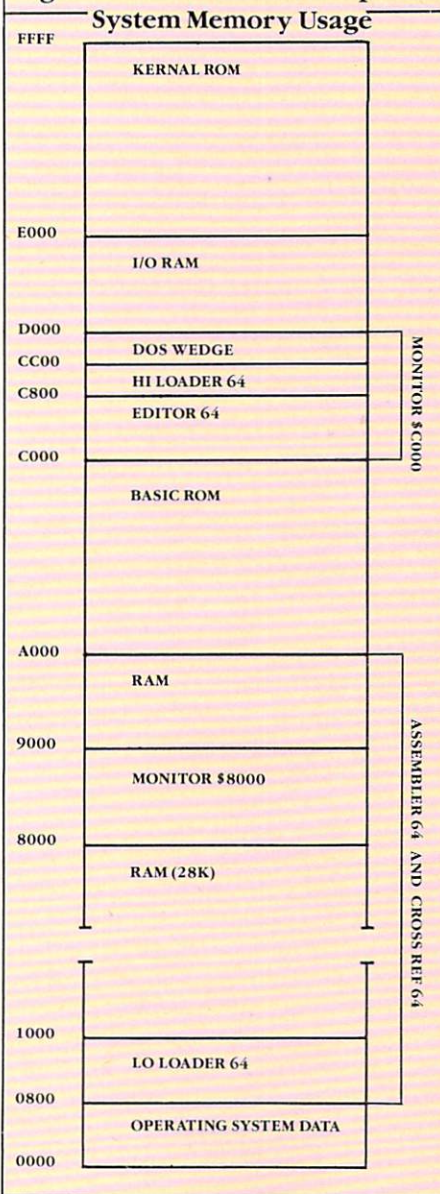 System Memory Usage
FFFF
KERNAL ROM
E000
I/O RAM
D000
DOS WEDGE
CC00
HI LOADER 64
C800
EDITOR 64
C000
MONITOR $C000
BASIC ROM
A000
RAM
9000
MONITOR $8000
8000
RAM (28K)
ASSEMBLER 64 AND CROSS REF 64
1000
LO LOADER 64
0800
OPERATING SYSTEM DATA
0000